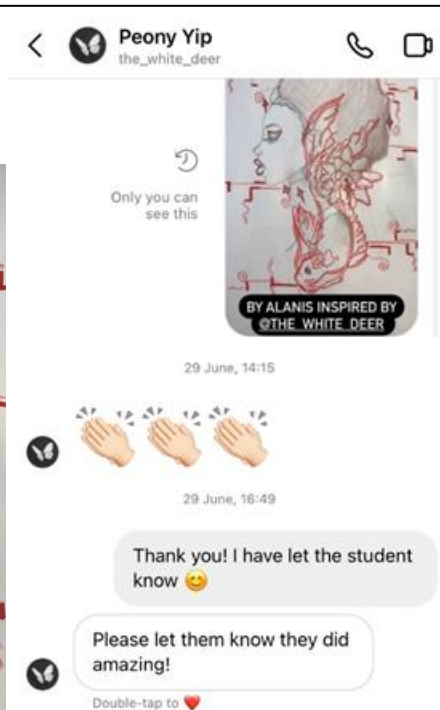 Peony Yip
the_white_deer
Only you can
see this
BY ALANIS INSPIRED BY
@THE_WHITE_DEER
29 June, 14:15
29 June, 16:49
Thank you! I have let the student
know 😊
Please let them know they did
amazing!
Double-tap to ❤️